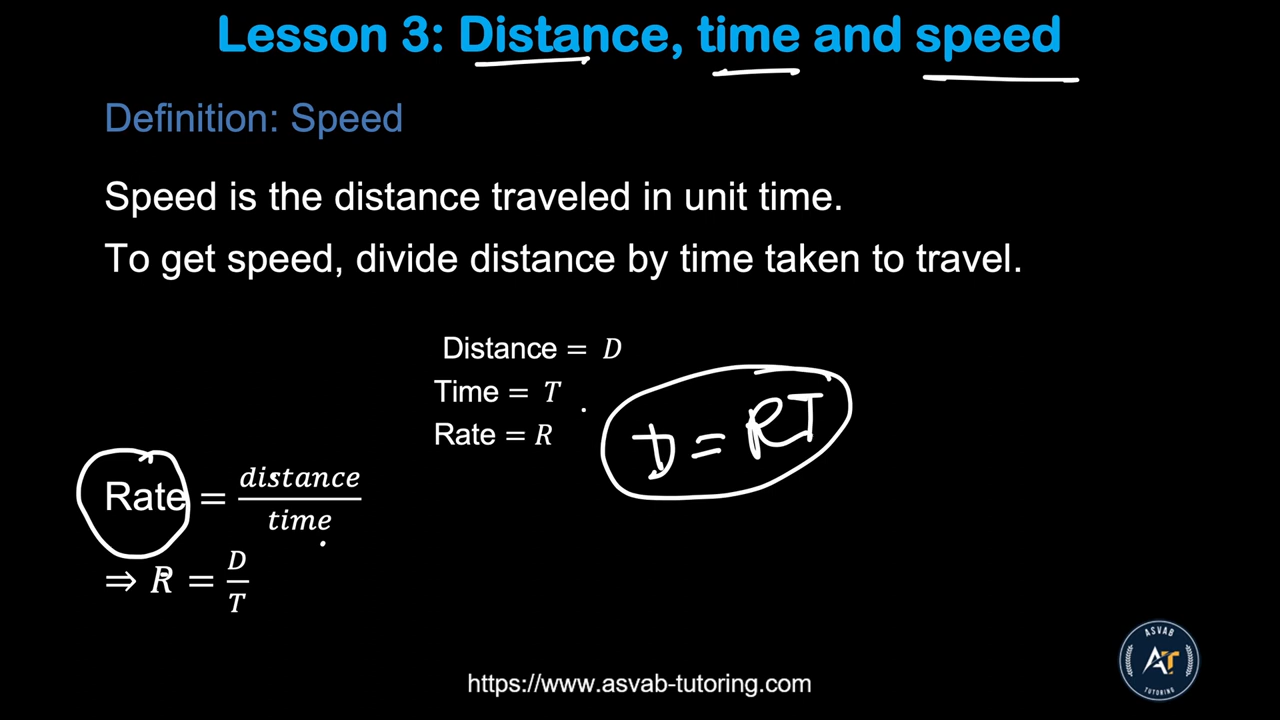 Lesson 3: Distance, time and speed
Definition: Speed
Speed is the distance traveled in unit time.
To get speed, divide distance by time taken to travel.
Distance = D
Time = T
Rate = R
D = RT
Rate = distance/time
⇒ R = D/T
https://www.asvab-tutoring.com
ASVAB
AT
TUTORING